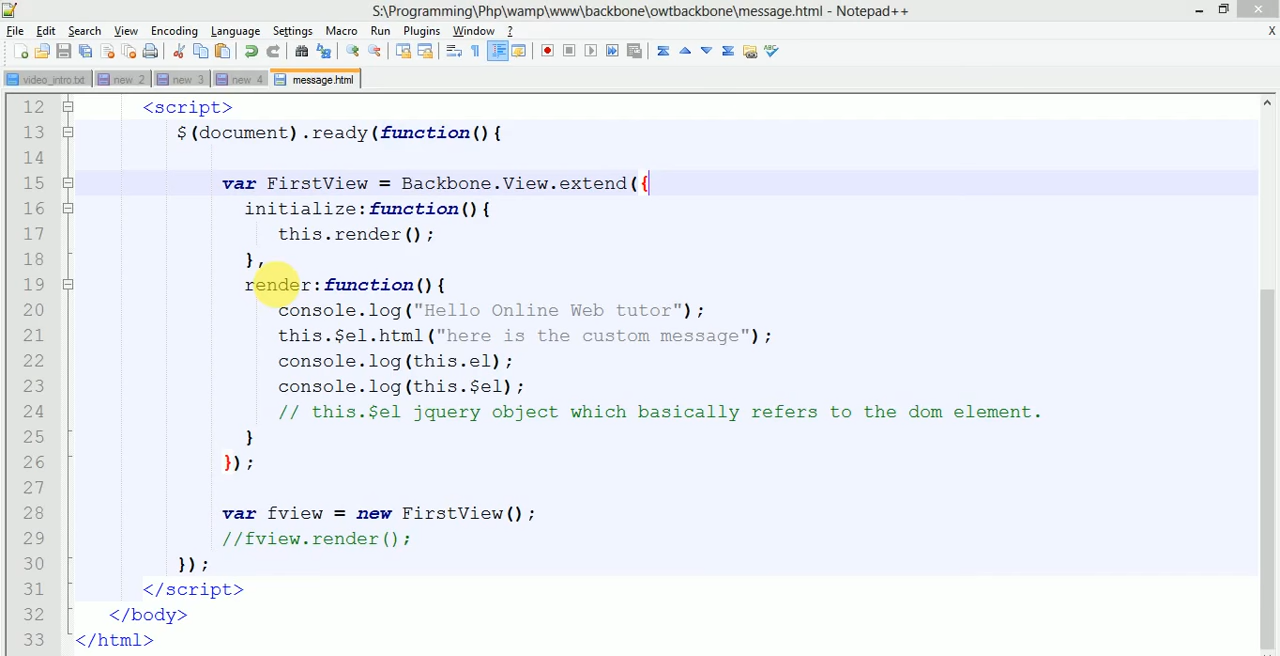 S:\Programming\Php\wamp\www\backbone\owtbackbone\message.html - Notepad++
File Edit Search View Encoding Language Settings Macro Run Plugins Window ?
X
video_intro.txt new 2 new 3 new 4 message.html
12 <script>
13 $(document).ready(function(){
14
15 var FirstView = Backbone.View.extend({
16 initialize:function(){
17 this.render();
18 },
19 render:function(){
20 console.log("Hello Online Web tutor");
21 this.$el.html("here is the custom message");
22 console.log(this.el);
23 console.log(this.$el);
24 // this.$el jquery object which basically refers to the dom element.
25 }
26 });
27
28 var fview = new FirstView();
29 //fview.render();
30 });
31 </script>
32 </body>
33 </html>